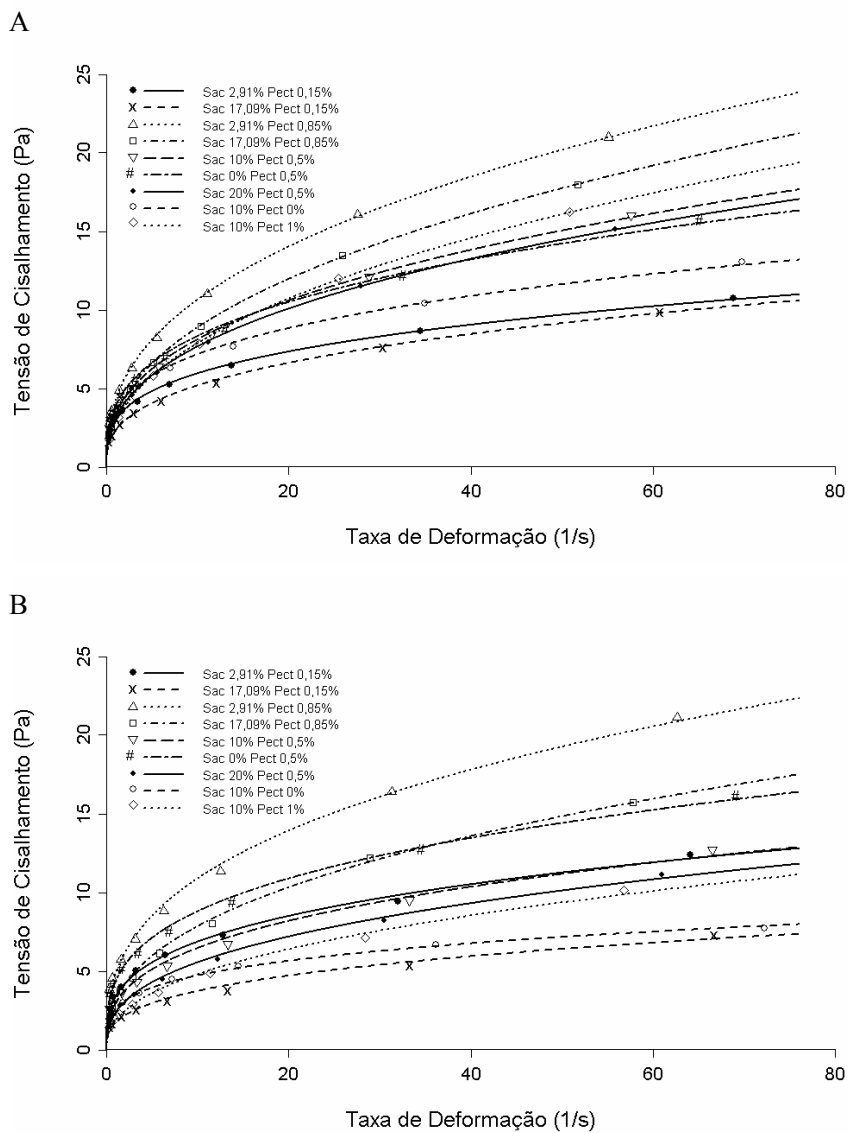 A
Tensão de Cisalhamento (Pa)
25
20
15
10
5
0
Sac 2,91% Pect 0,15%
Sac 17,09% Pect 0,15%
Sac 2,91% Pect 0,85%
Sac 17,09% Pect 0,85%
Sac 10% Pect 0,5%
Sac 0% Pect 0,5%
Sac 20% Pect 0,5%
Sac 10% Pect 0%
Sac 10% Pect 1%
0 20 40 60 80
Taxa de Deformação (1/s)
B
Tensão de Cisalhamento (Pa)
25
20
15
10
5
0
Sac 2,91% Pect 0,15%
Sac 17,09% Pect 0,15%
Sac 2,91% Pect 0,85%
Sac 17,09% Pect 0,85%
Sac 10% Pect 0,5%
Sac 0% Pect 0,5%
Sac 20% Pect 0,5%
Sac 10% Pect 0%
Sac 10% Pect 1%
0 20 40 60 80
Taxa de Deformação (1/s)